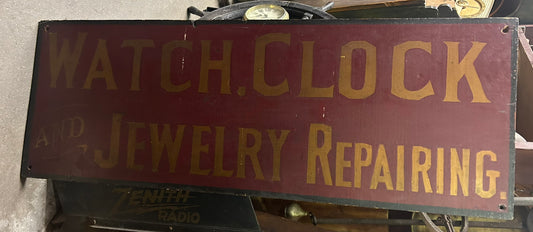 WATCH. CLOCK
AND JEWELRY REPAIRING.
ZENITH
RADIO